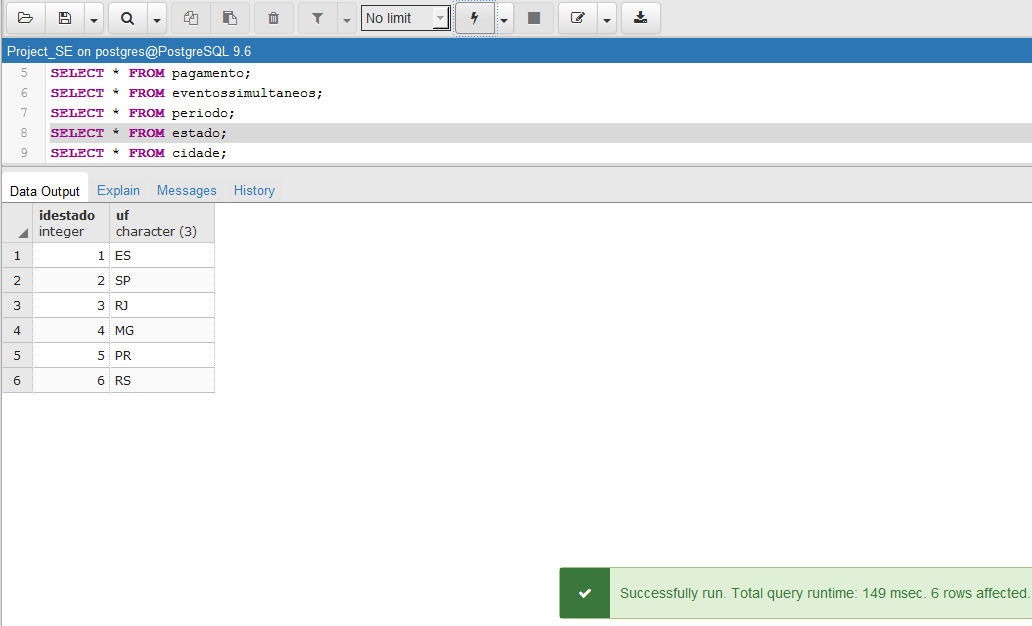 No limit
Project_SE on postgres@PostgreSQL 9.6
5 SELECT * FROM pagamento;
6 SELECT * FROM eventossimultaneos;
7 SELECT * FROM periodo;
8 SELECT * FROM estado;
9 SELECT * FROM cidade;
Data Output Explain Messages History
idestado uf
integer character (3)
1 1 ES
2 2 SP
3 3 RJ
4 4 MG
5 5 PR
6 6 RS
Successfully run. Total query runtime: 149 msec. 6 rows affected.